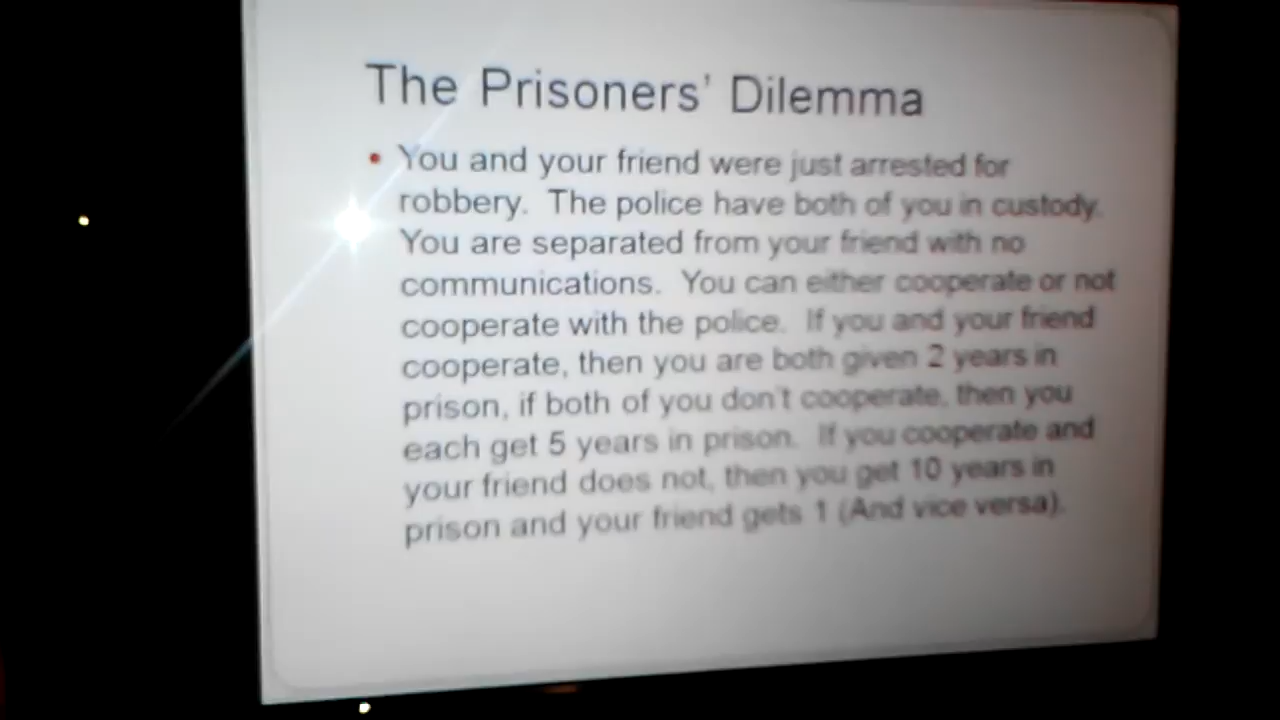 The Prisoners' Dilemma
• You and your friend were just arrested for
robbery. The police have both of you in custody.
You are separated from your friend with no
communications. You can either cooperate or not
cooperate with the police. If you and your friend
cooperate, then you are both given 2 years in
prison, if both of you don't cooperate, then you
each get 5 years in prison. If you cooperate and
your friend does not, then you get 10 years in
prison and your friend gets 1 (And vice versa).